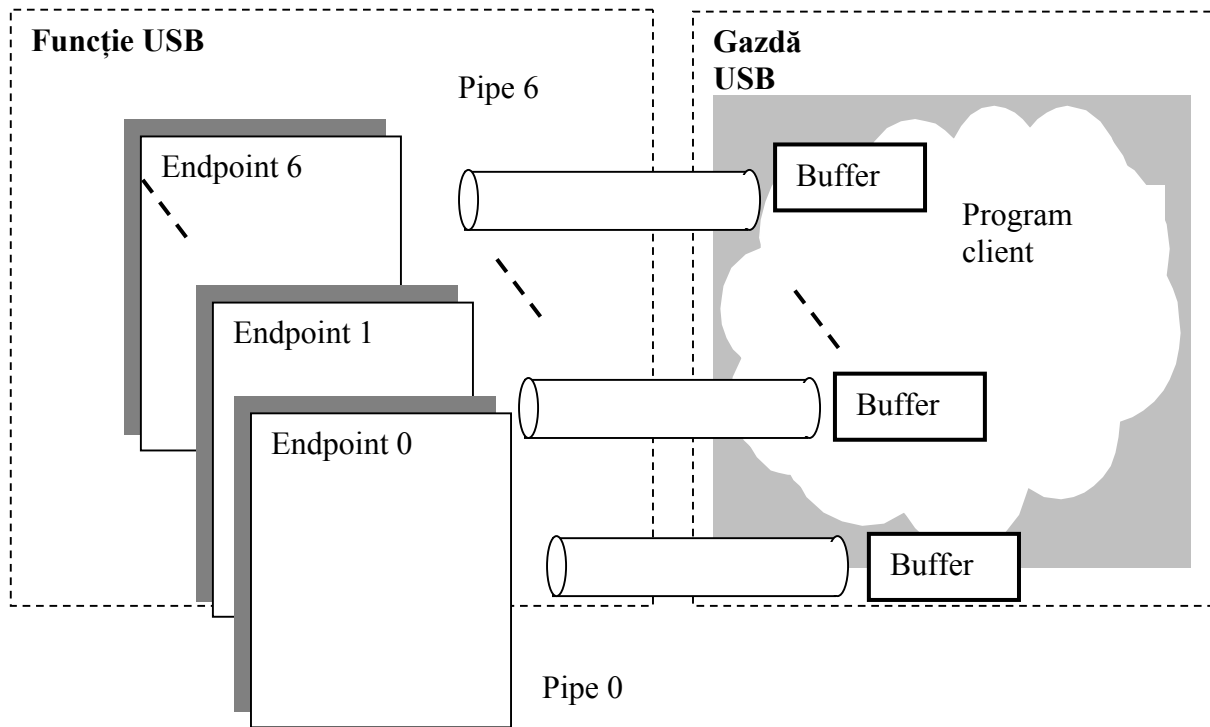 Funcție USB
Gazdă
USB
Pipe 6
Endpoint 6
Buffer
Program
client
Endpoint 1
Buffer
Endpoint 0
Buffer
Pipe 0